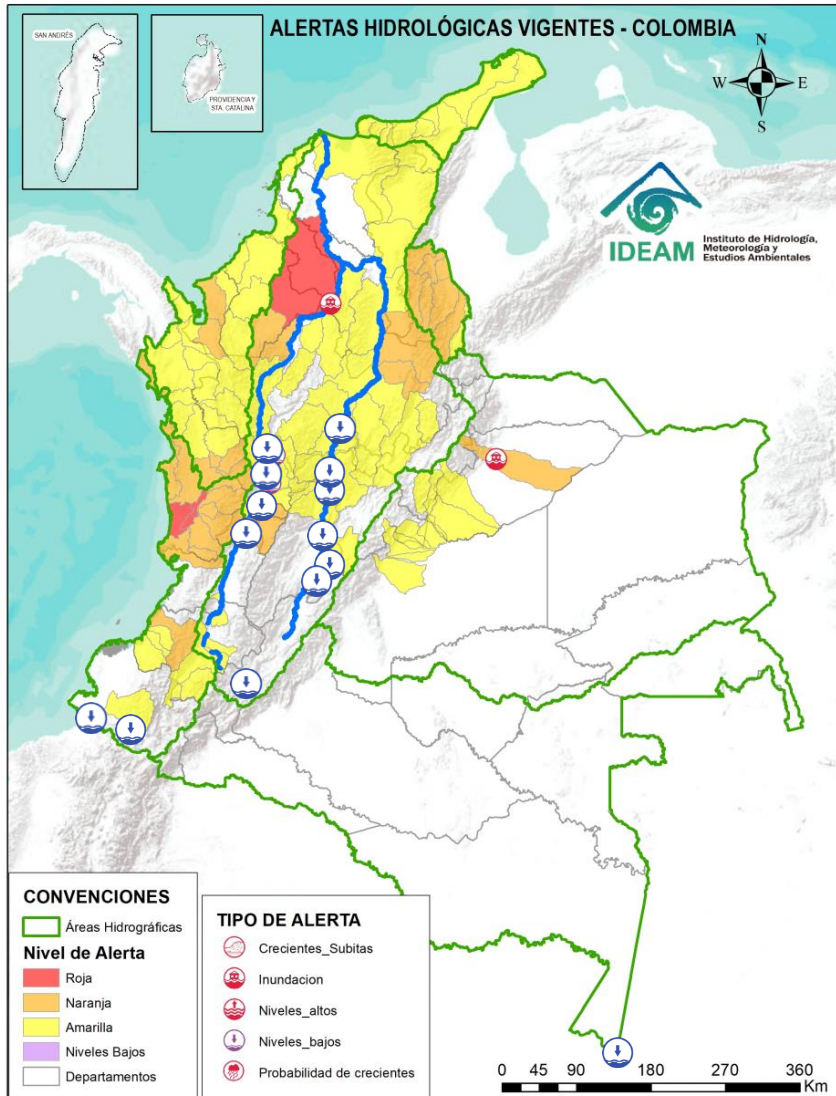 ALERTAS HIDROLÓGICAS VIGENTES - COLOMBIA
SAN ANDRÉS
PROVIDENCIA Y
STA. CATALINA
N
W
E
S
IDEAM
Instituto de Hidrología,
Meteorología y
Estudios Ambientales
CONVENCIONES
Áreas Hidrográficas
Nivel de Alerta
Roja
Naranja
Amarilla
Niveles Bajos
Departamentos
TIPO DE ALERTA
Crecientes_Subitas
Inundacion
Niveles_altos
Niveles_bajos
Probabilidad de crecientes
0 45 90 180 270 360
Km